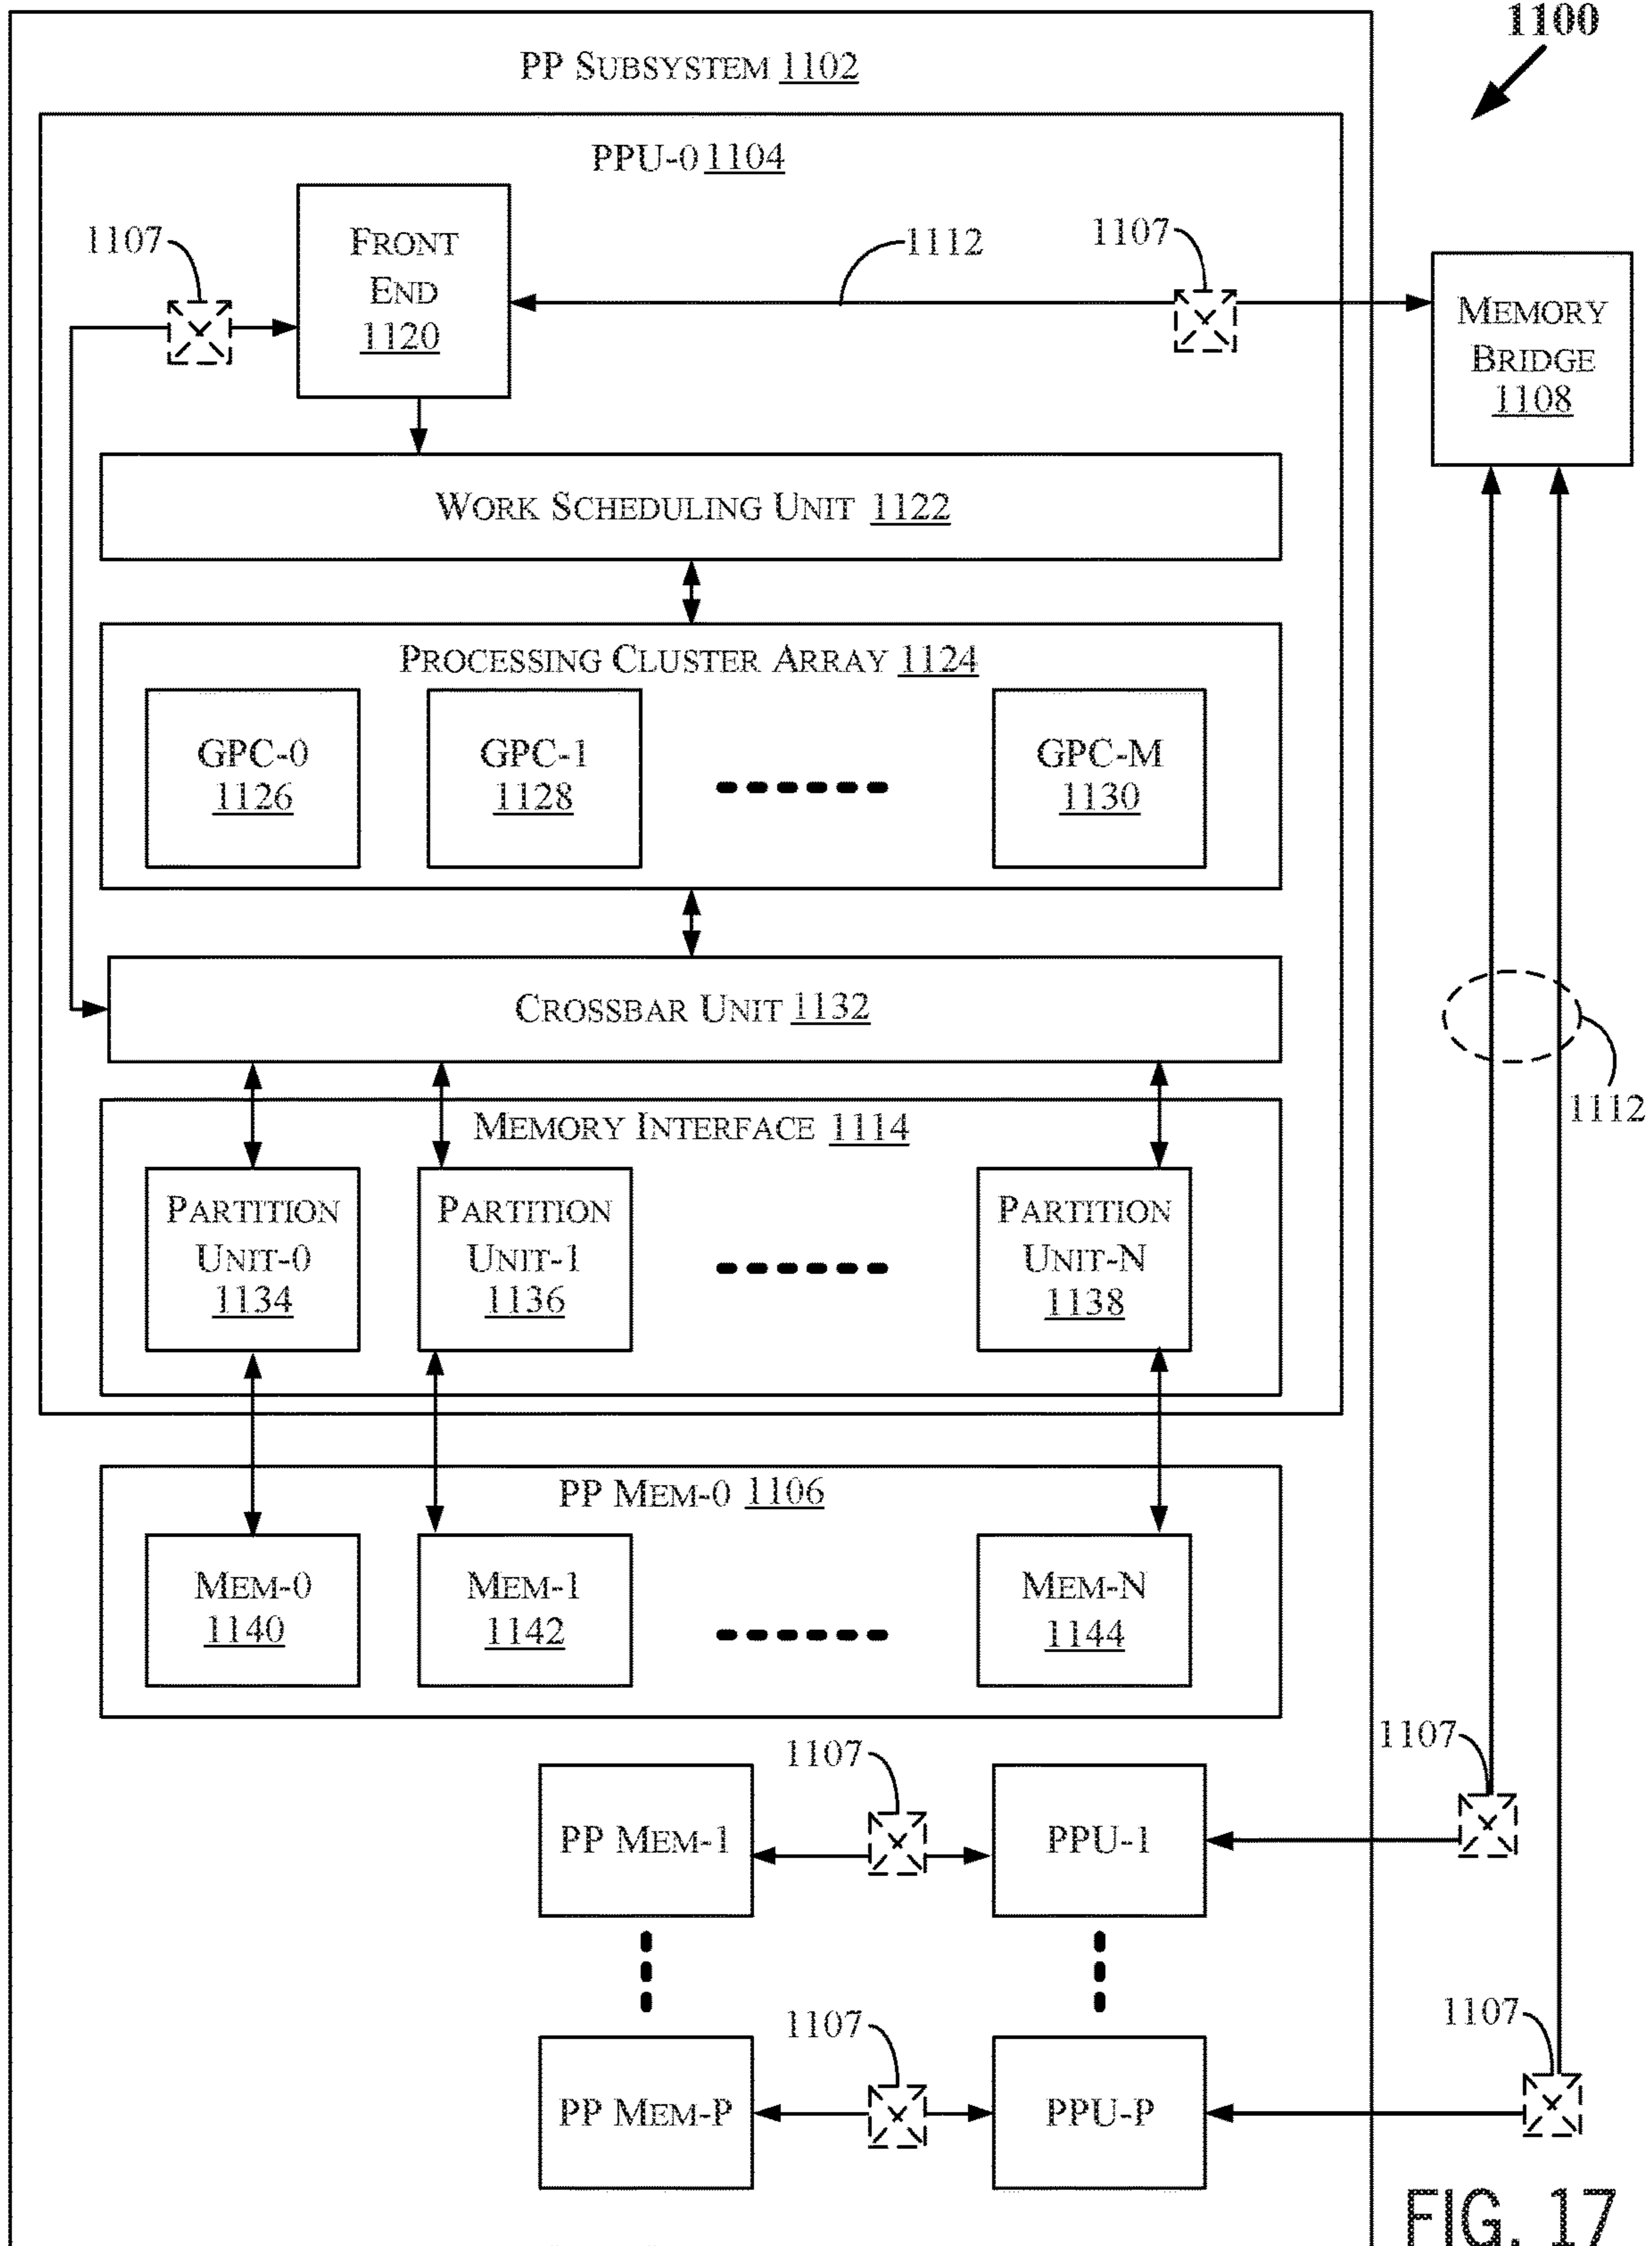 1100
PP SUBSYSTEM 1102
PPU-0 1104
1107
FRONT
END
1120
1112
1107
MEMORY
BRIDGE
1108
WORK SCHEDULING UNIT 1122
PROCESSING CLUSTER ARRAY 1124
GPC-0
1126
GPC-1
1128
GPC-M
1130
CROSSBAR UNIT 1132
1112
MEMORY INTERFACE 1114
PARTITION
UNIT-0
1134
PARTITION
UNIT-1
1136
PARTITION
UNIT-N
1138
PP MEM-0 1106
MEM-0
1140
MEM-1
1142
MEM-N
1144
1107
1107
PP MEM-1
PPU-1
1107
1107
PP MEM-P
PPU-P
FIG. 17